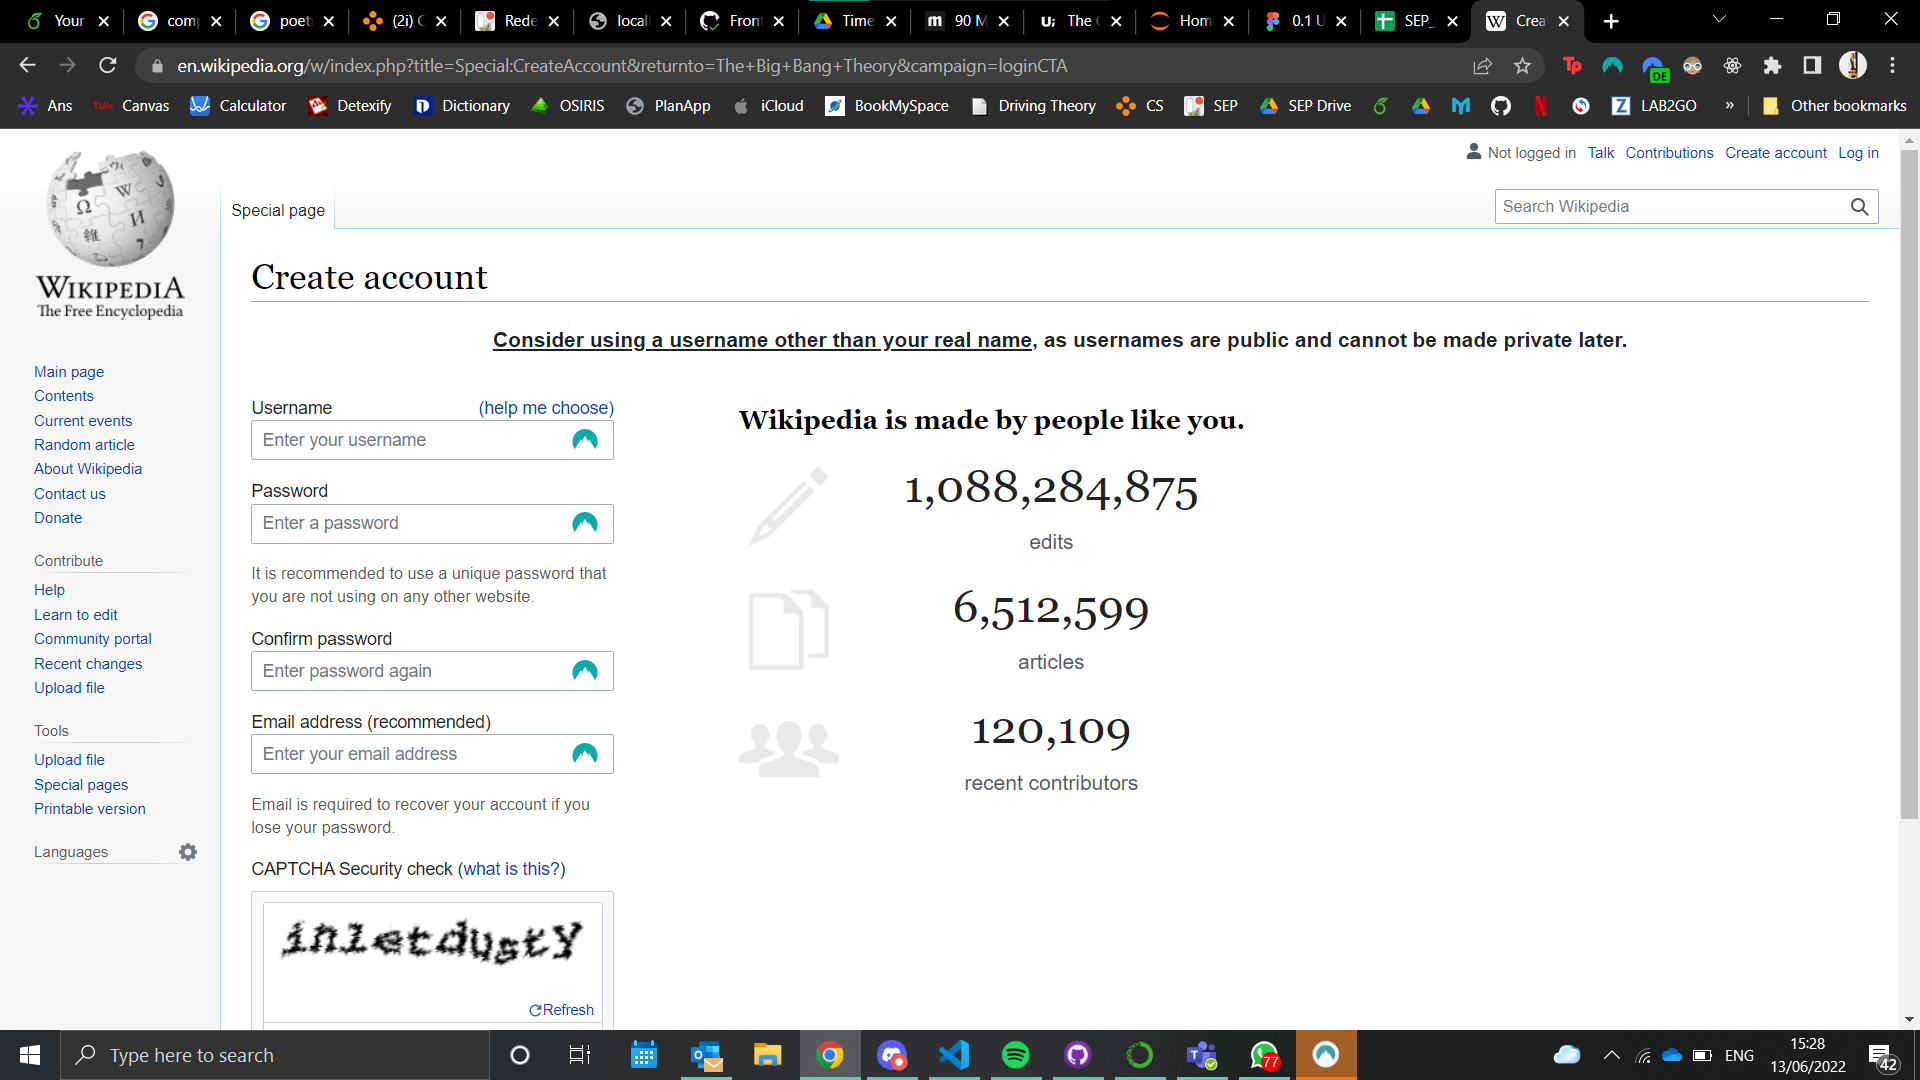 Your
comp
poet
(2i) C
Rede
locall
Fron
Time
90 M
The C
Hom
0.1 U
SEP_
Crea
en.wikipedia.org/w/index.php?title=Special:CreateAccount&returnto=The+Big+Bang+Theory&campaign=loginCTA
Tp
DE
Ans
TU/e Canvas
Calculator
Detexify
Dictionary
OSIRIS
PlanApp
iCloud
BookMySpace
Driving Theory
CS
SEP
SEP Drive
LAB2GO
»
Other bookmarks
Not logged in Talk Contributions Create account Log in
Special page
Search Wikipedia
WIKIPEDIA
The Free Encyclopedia
Main page
Contents
Current events
Random article
About Wikipedia
Contact us
Donate
Contribute
Help
Learn to edit
Community portal
Recent changes
Upload file
Tools
Upload file
Special pages
Printable version
Languages
Create account
Consider using a username other than your real name, as usernames are public and cannot be made private later.
Username (help me choose)
Enter your username
Password
Enter a password
It is recommended to use a unique password that
you are not using on any other website.
Confirm password
Enter password again
Email address (recommended)
Enter your email address
Email is required to recover your account if you
lose your password.
CAPTCHA Security check (what is this?)
inletdusty
Refresh
Wikipedia is made by people like you.
1,088,284,875
edits
6,512,599
articles
120,109
recent contributors
Type here to search
77
ENG
15:28
13/06/2022
42